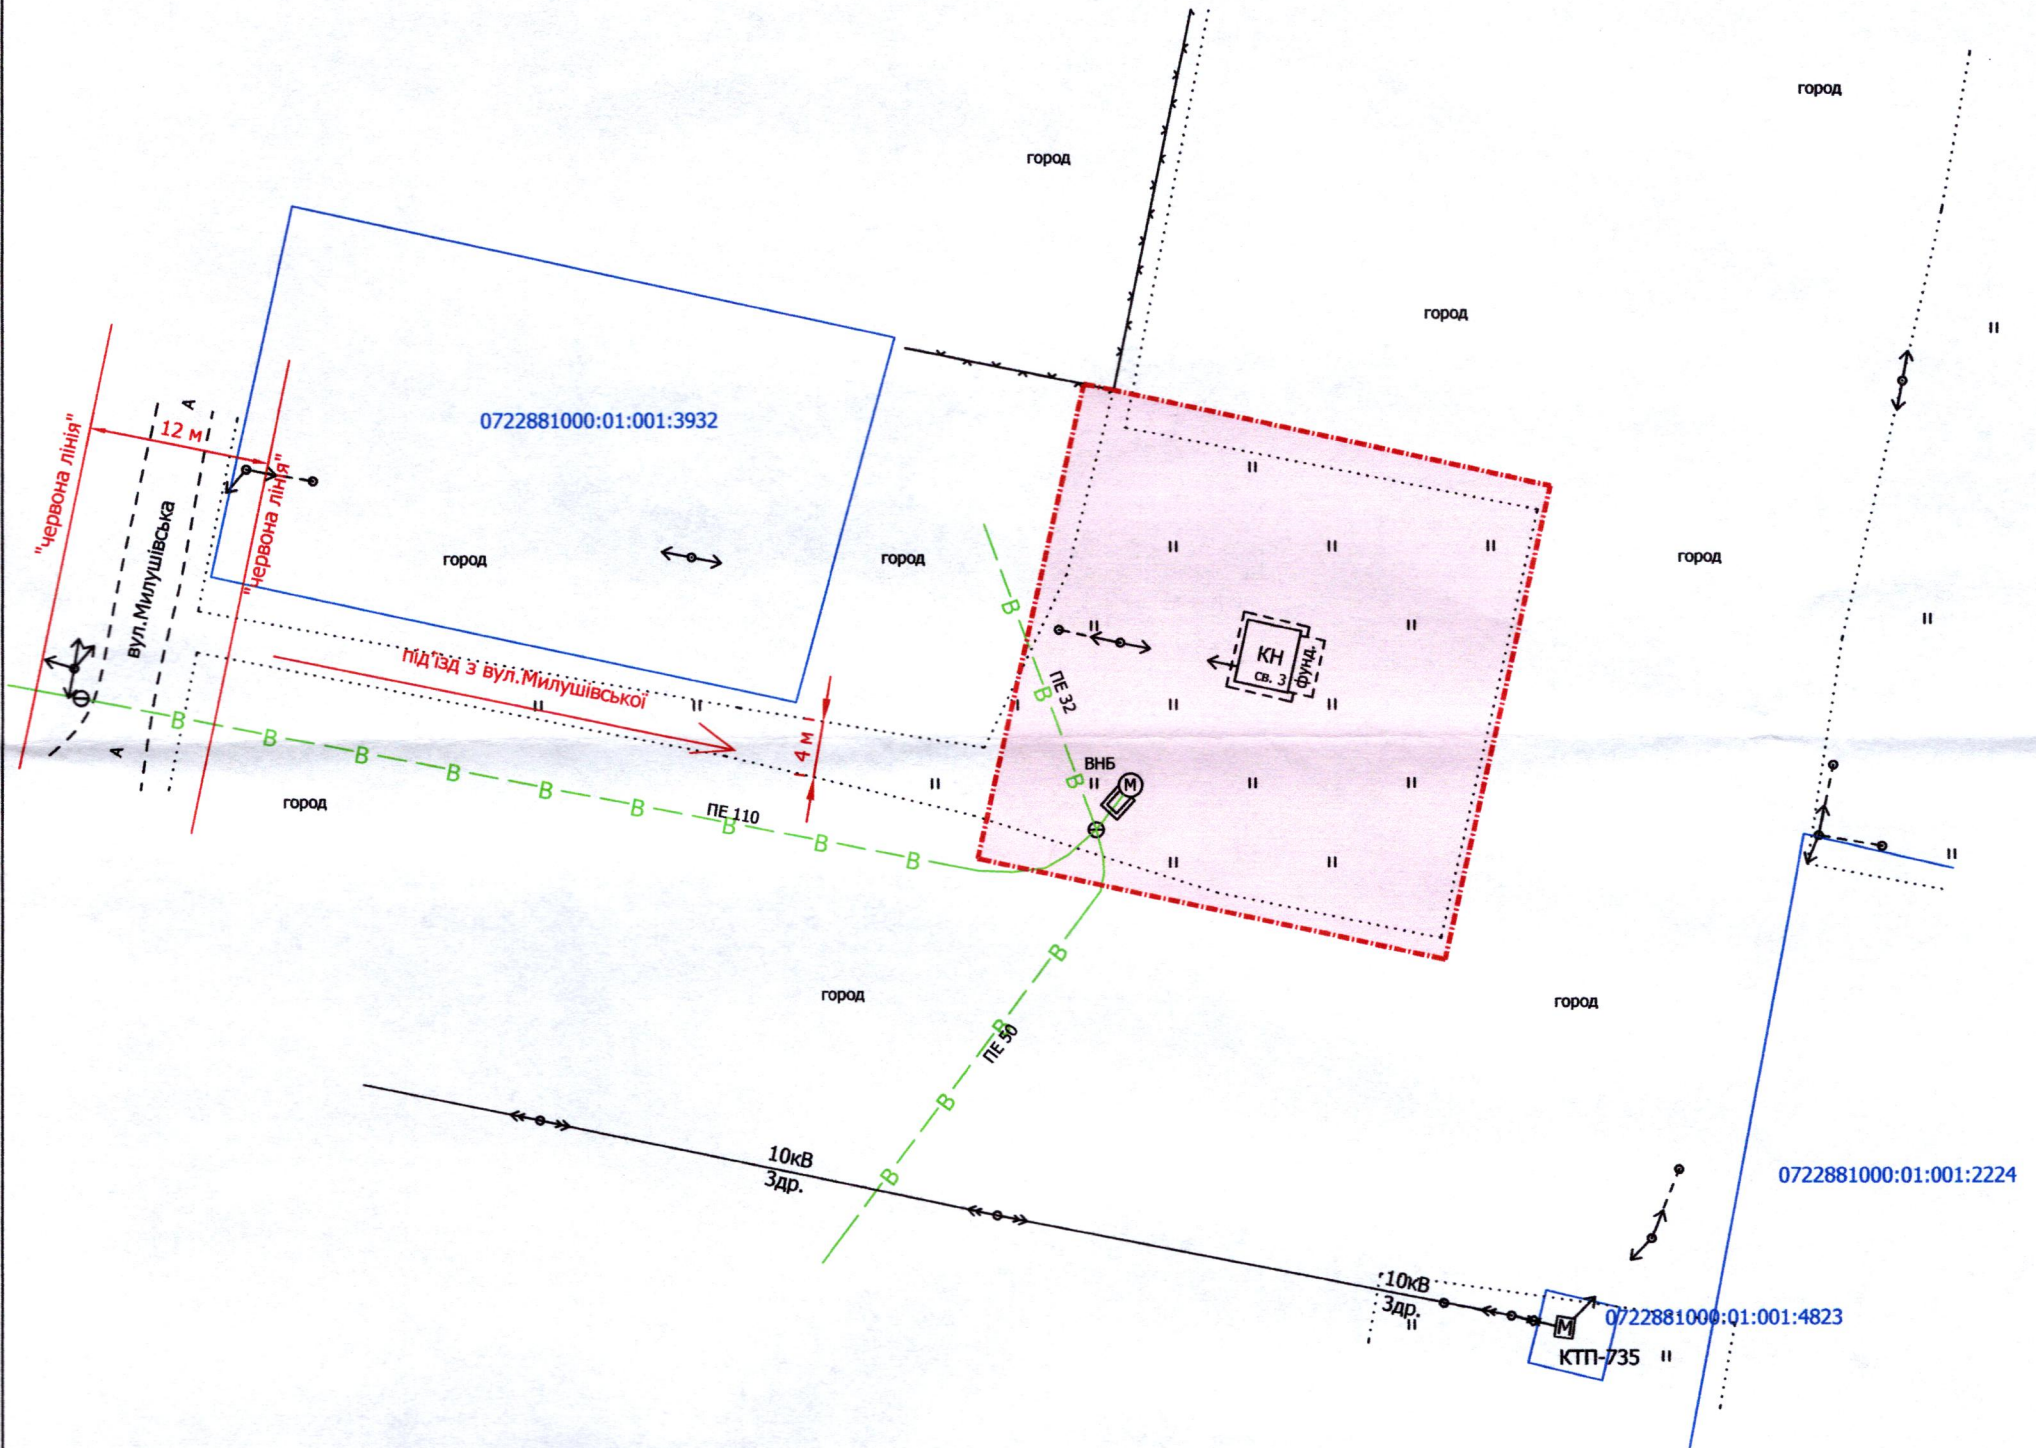 город
город
город
0722881000:01:001:3932
"червона лінія"
12 м
А
"червона лінія"
вул.Милушівська
город
город
город
В
КН
св. 3
фунд.
під'їзд з вул.Милушівської
ПЕ 32
В
В
4 м
ВНБ
М
В
А
В
В
В
В
В
В
город
ПЕ 110
В
В
В
В
город
город
В
ПЕ 50
В
10кВ
3др.
В
0722881000:01:001:2224
10кВ
3др.
М
0722881000:01:001:4823
КТП-735